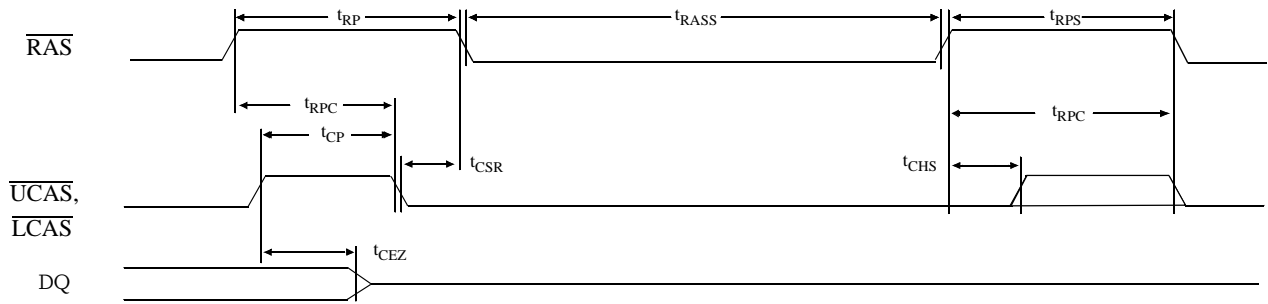 tRP
tRASS
tRPS
RAS
tRPC
tRPC
tCP
tCSR
tCHS
UCAS,
LCAS
tCEZ
DQ